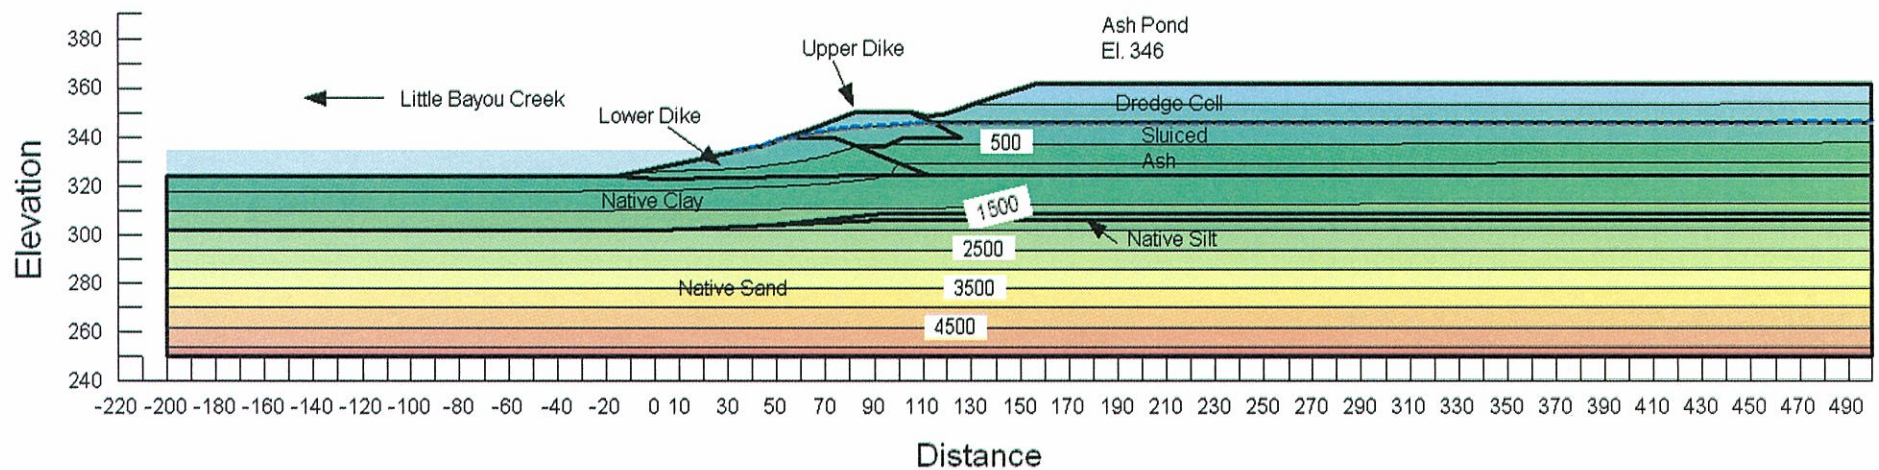 Ash Pond
El. 346
Upper Dike
Little Bayou Creek
Lower Dike
Dredge Cell
Sluiced
Ash
500
Native Clay
1500
Native Silt
2500
Native Sand
3500
4500
Elevation
380
360
340
320
300
280
260
240
-220 -200 -180 -160 -140 -120 -100 -80 -60 -40 -20 0 10 30 50 70 90 110 130 150 170 190 210 230 250 270 290 310 330 350 370 390 410 430 450 470 490
Distance